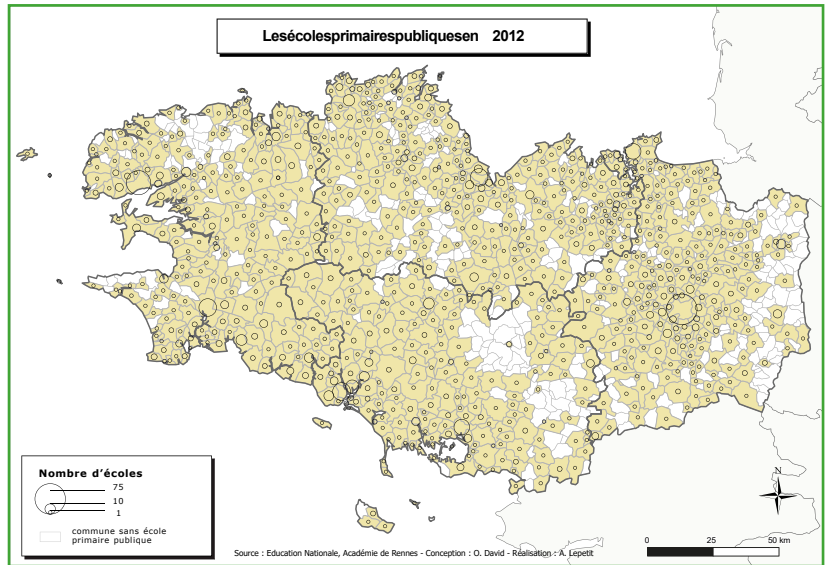 Lesécolesprimairespubliquesen 2012
Nombre d’écoles
75
10
1
commune sans école
primaire publique
Source : Education Nationale, Académie de Rennes - Conception : O. David - Réalisation : A. Lepetit
N
0 25 50 km